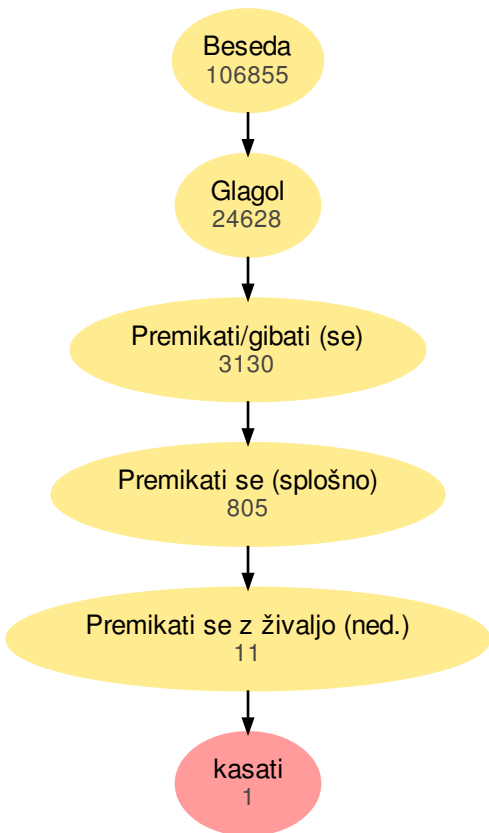 Beseda
106855
Glagol
24628
Premikati/gibati (se)
3130
Premikati se (splošno)
805
Premikati se z živaljo (ned.)
11
kasati
1